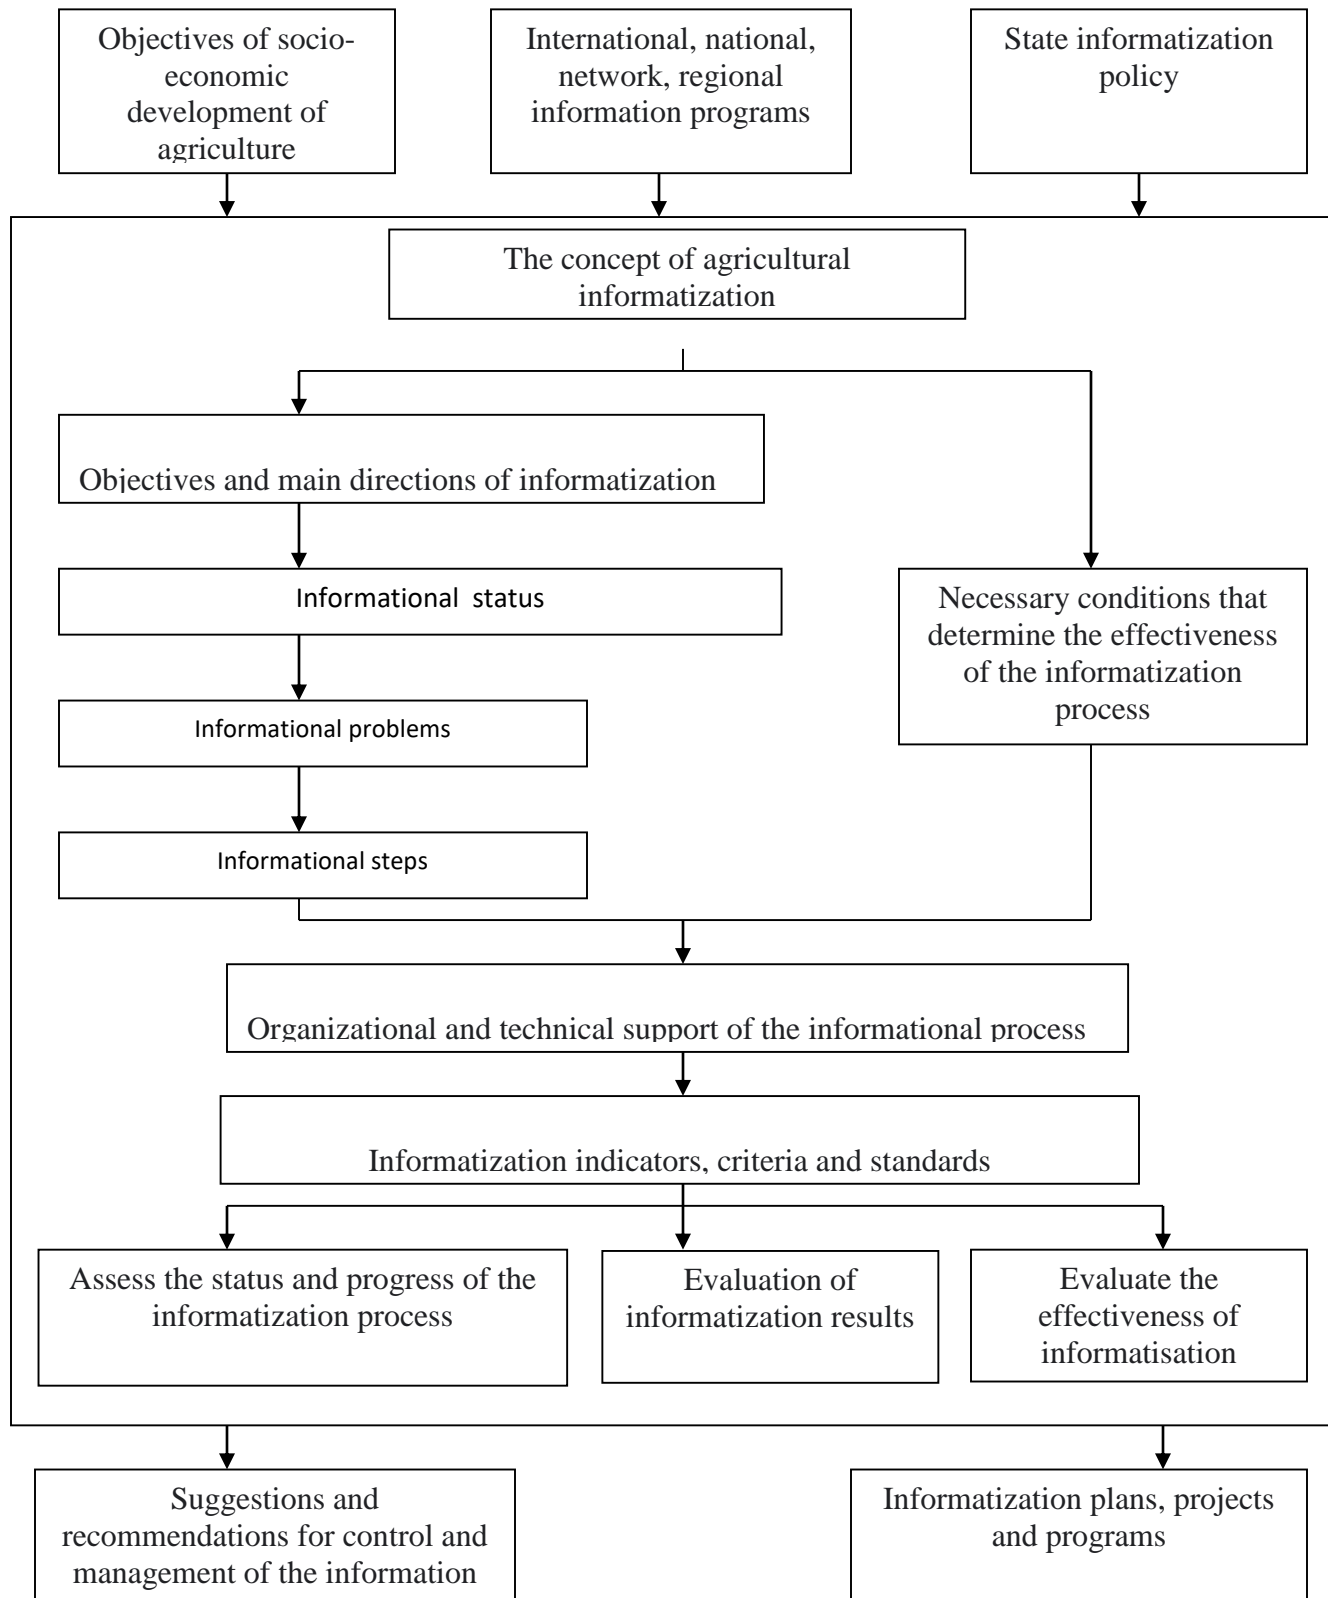 Objectives of socio-
economic
development of
agriculture
International, national,
network, regional
information programs
State informatization
policy
The concept of agricultural
informatization
Objectives and main directions of informatization
Informational  status
Necessary conditions that
determine the effectiveness
of the informatization
process
Informational problems
Informational steps
Organizational and technical support of the informational process
Informatization indicators, criteria and standards
Assess the status and progress of the
informatization process
Evaluation of
informatization results
Evaluate the
effectiveness of
informatisation
Suggestions and
recommendations for control and
management of the information
Informatization plans, projects
and programs